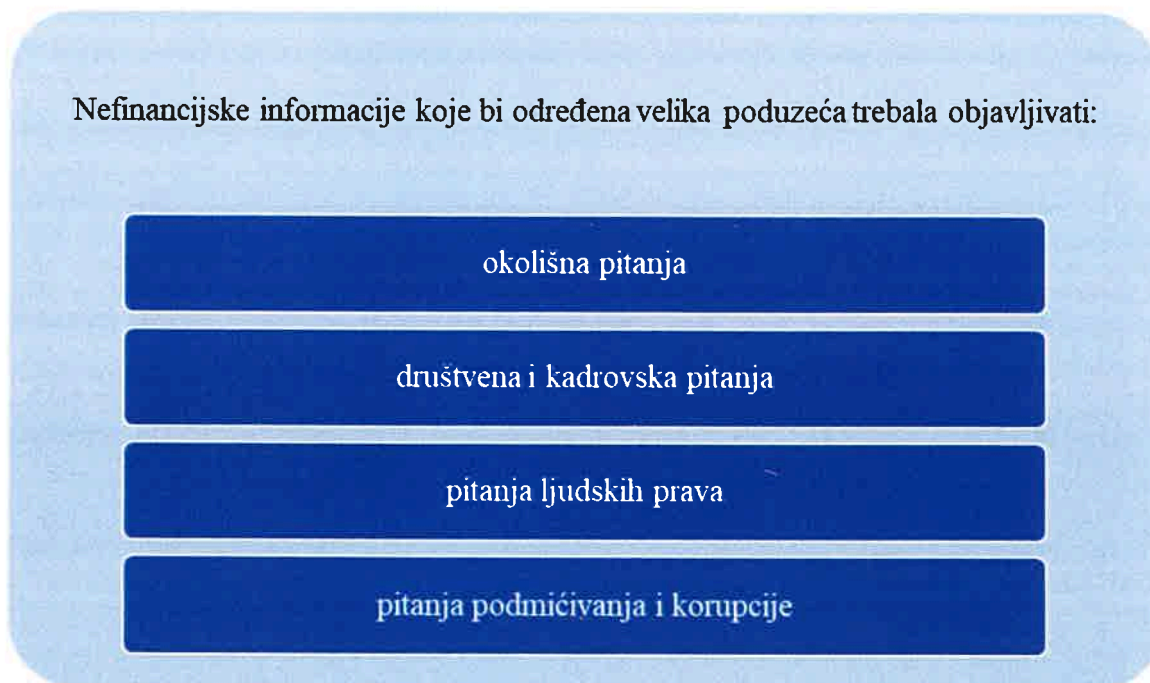 Nefinancijske informacije koje bi određena velika poduzeća trebala objavljivati:
okolišna pitanja
društvena i kadrovska pitanja
pitanja ljudskih prava
pitanja podmićivanja i korupcije